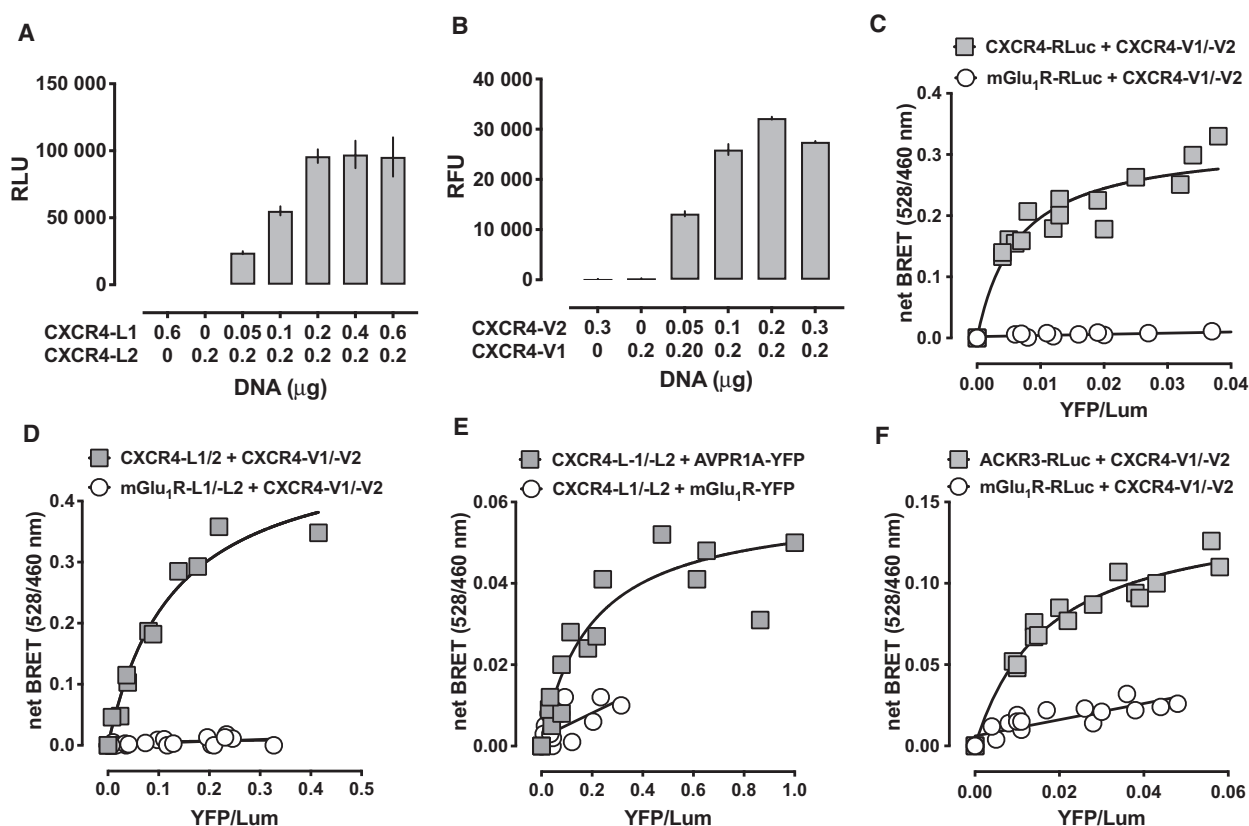 A
RLU
150 000
100 000
50 000
0
CXCR4-L1 0.6 0 0.05 0.1 0.2 0.4 0.6
CXCR4-L2 0 0.2 0.2 0.2 0.2 0.2 0.2
DNA (μg)
B
RFU
40 000
30 000
20 000
10 000
0
CXCR4-V2 0.3 0 0.05 0.1 0.2 0.3
CXCR4-V1 0 0.2 0.20 0.2 0.2 0.2
DNA (μg)
C
CXCR4-RLuc + CXCR4-V1/-V2
mGlu1R-RLuc + CXCR4-V1/-V2
net BRET (528/460 nm)
0.4
0.3
0.2
0.1
0.0
0.00 0.01 0.02 0.03 0.04
YFP/Lum
D
CXCR4-L1/2 + CXCR4-V1/-V2
mGlu1R-L1/-L2 + CXCR4-V1/-V2
net BRET (528/460 nm)
0.4
0.3
0.2
0.1
0.0
0.0 0.1 0.2 0.3 0.4 0.5
YFP/Lum
E
CXCR4-L-1/-L2 + AVPR1A-YFP
CXCR4-L1/-L2 + mGlu1R-YFP
net BRET (528/460 nm)
0.06
0.04
0.02
0.00
0.0 0.2 0.4 0.6 0.8 1.0
YFP/Lum
F
ACKR3-RLuc + CXCR4-V1/-V2
mGlu1R-RLuc + CXCR4-V1/-V2
net BRET (528/460 nm)
0.15
0.10
0.05
0.00
0.00 0.02 0.04 0.06
YFP/Lum